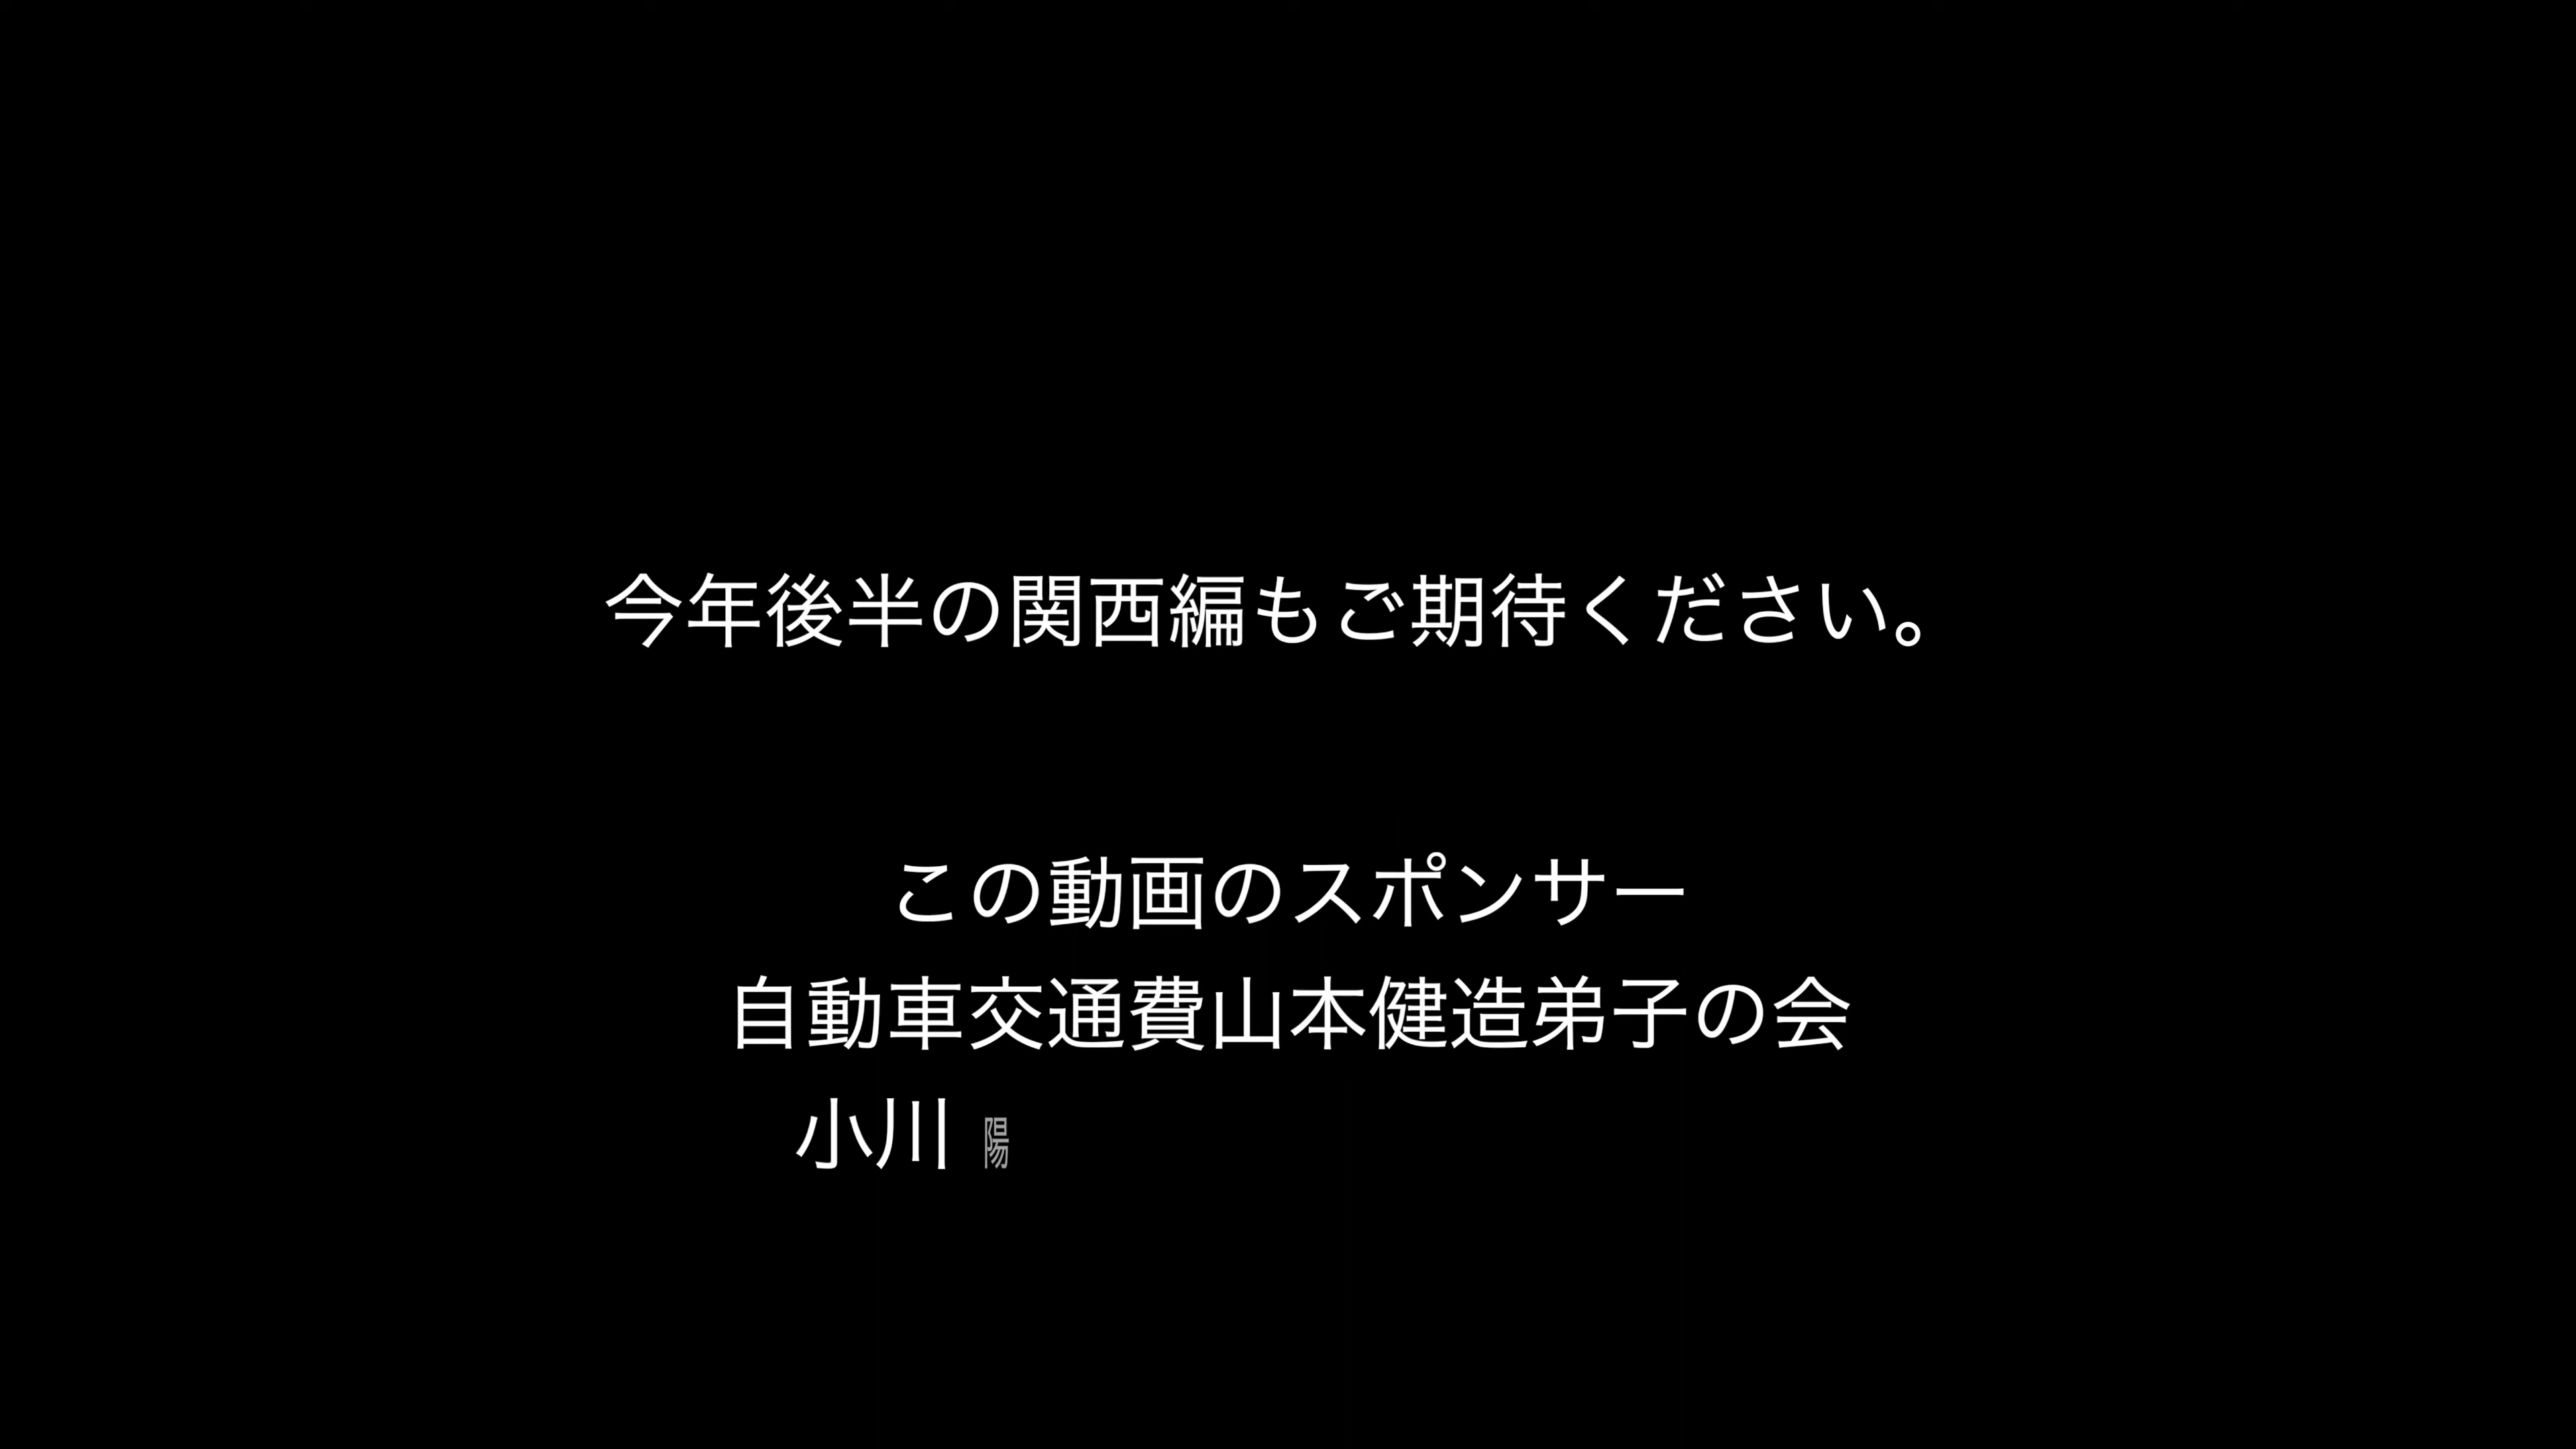 今年後半の関西編もご期待ください。
この動画のスポンサー
自動車交通費山本健造弟子の会
小川 陽